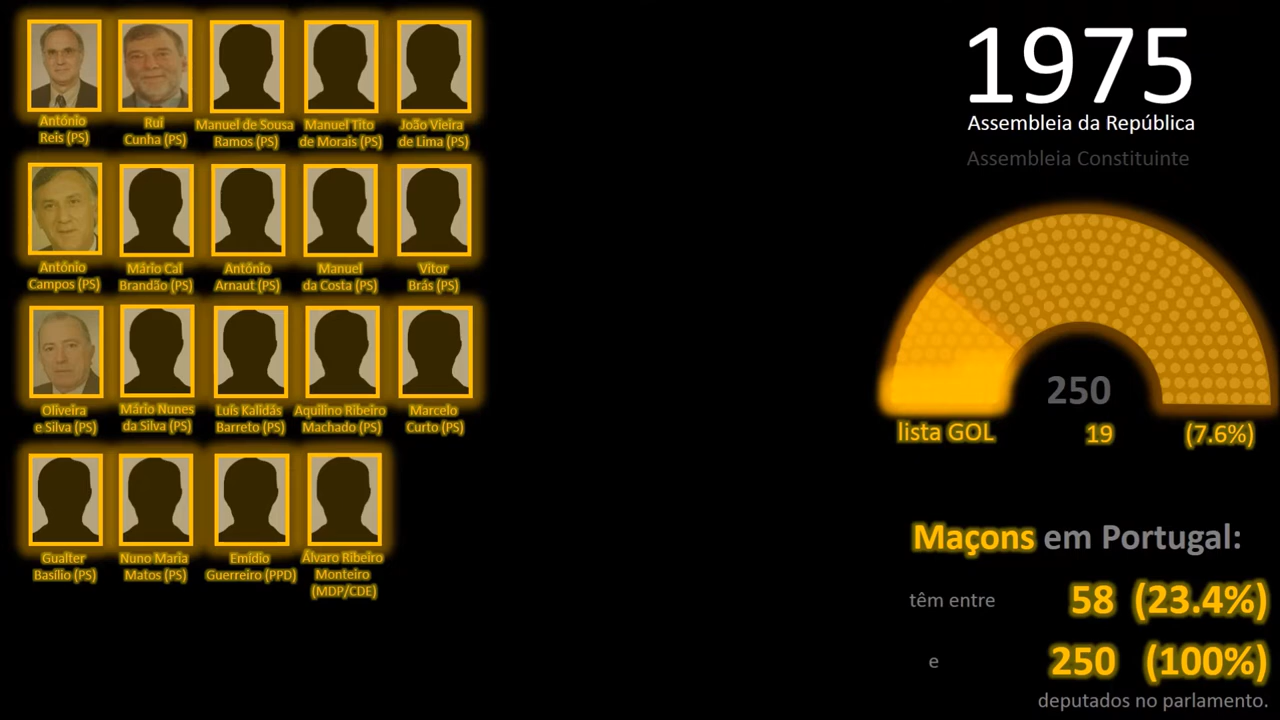 António
Reis (PS)
Rui
Cunha (PS)
Manuel de Sousa
Ramos (PS)
Manuel Tito
de Morais (PS)
João Vieira
de Lima (PS)
António
Campos (PS)
Mário Cal
Brandão (PS)
António
Arnaut (PS)
Manuel
da Costa (PS)
Vitor
Brás (PS)
Oliveira
e Silva (PS)
Mário Nunes
da Silva (PS)
Luís Kalidás
Barreto (PS)
Aquilino Ribeiro
Machado (PS)
Marcelo
Curto (PS)
Gualter
Basílio (PS)
Nuno Maria
Matos (PS)
Emídio
Guerreiro (PPD)
Álvaro Ribeiro
Monteiro
(MDP/CDE)
1975
Assembleia da República
Assembleia Constituinte
250
lista GOL 19 (7.6%)
Maçons em Portugal:
têm entre 58 (23.4%)
e 250 (100%)
deputados no parlamento.